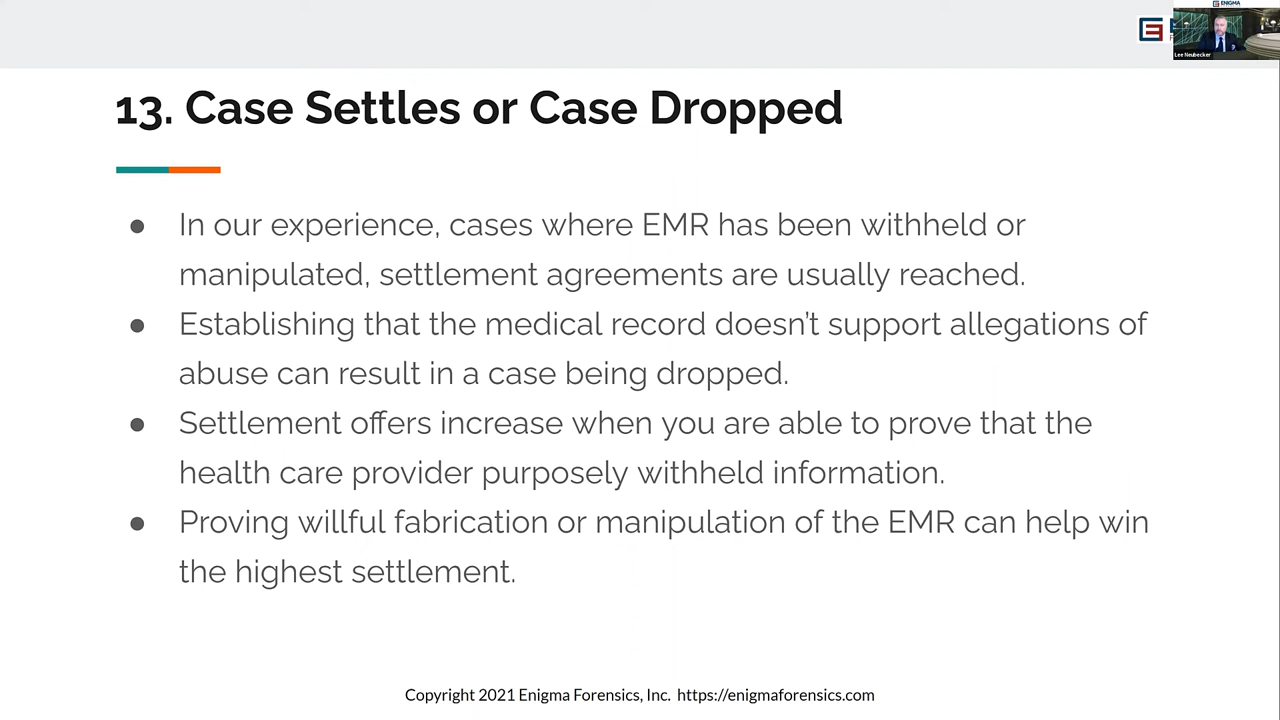 ENIGMA
Lee Neubecker
13. Case Settles or Case Dropped
● In our experience, cases where EMR has been withheld or
manipulated, settlement agreements are usually reached.
● Establishing that the medical record doesn’t support allegations of
abuse can result in a case being dropped.
● Settlement offers increase when you are able to prove that the
health care provider purposely withheld information.
● Proving willful fabrication or manipulation of the EMR can help win
the highest settlement.
Copyright 2021 Enigma Forensics, Inc. https://enigmaforensics.com